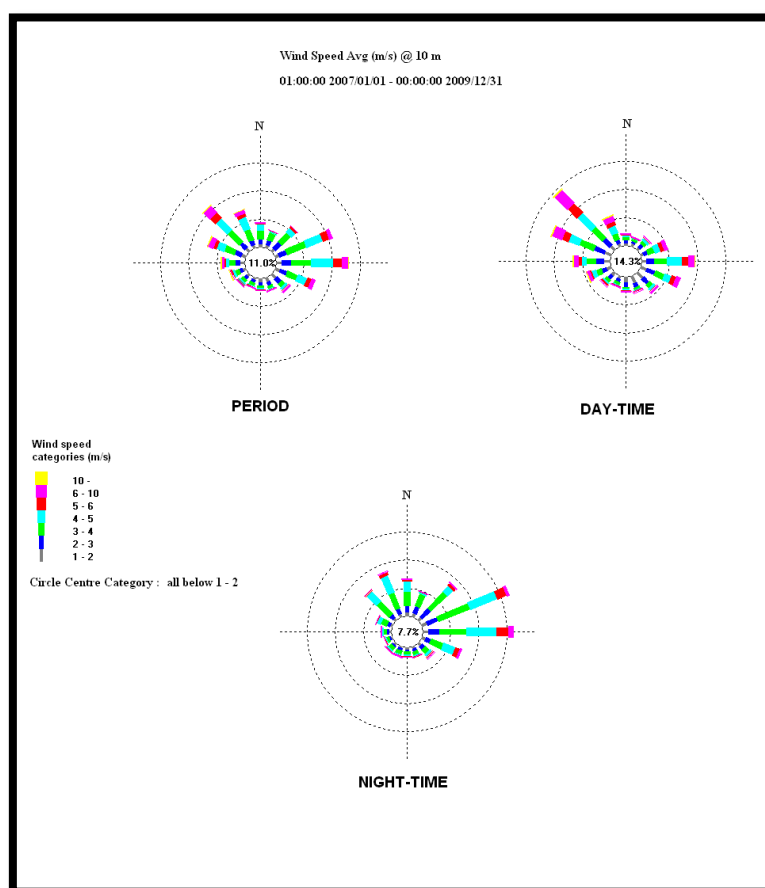 Wind Speed Avg (m/s) @ 10 m
01:00:00 2007/01/01 - 00:00:00 2009/12/31
N
11.0%
PERIOD
N
14.3%
DAY-TIME
Wind speed
categories (m/s)
10 -
6 - 10
5 - 6
4 - 5
3 - 4
2 - 3
1 - 2
Circle Centre Category : all below 1 - 2
N
7.7%
NIGHT-TIME